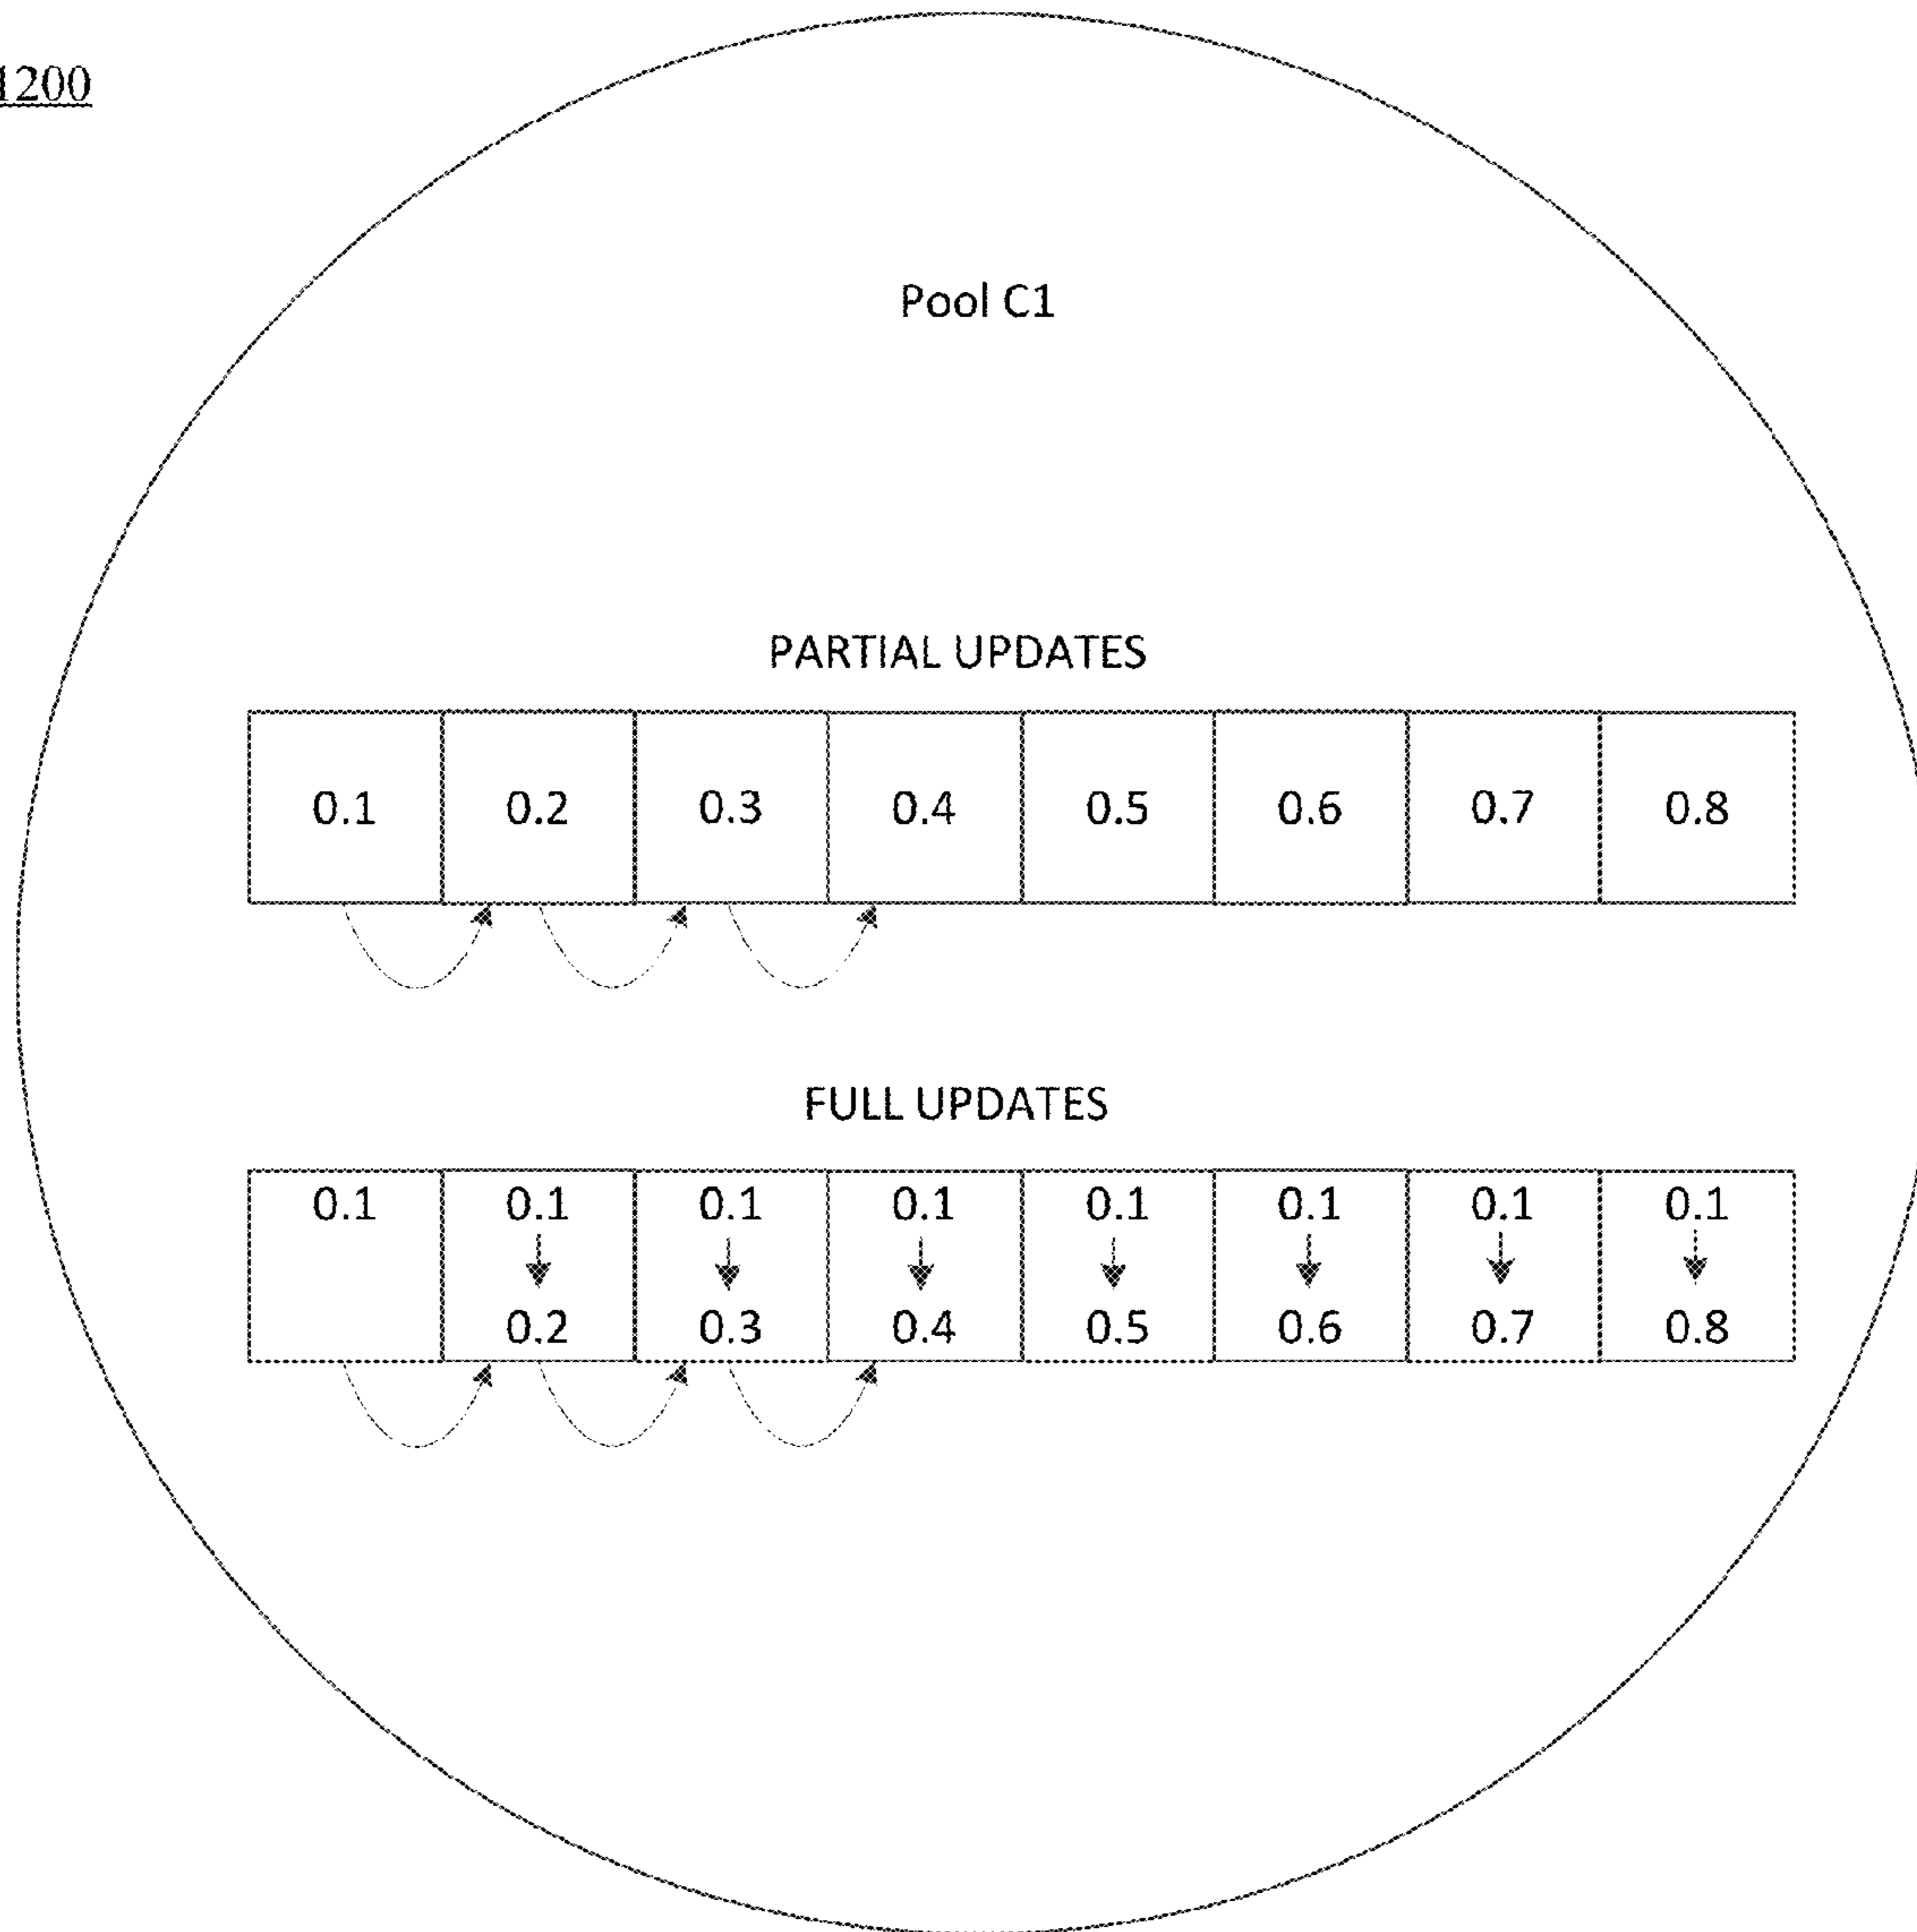 1200
Pool C1
PARTIAL UPDATES
0.1 0.2 0.3 0.4 0.5 0.6 0.7 0.8
FULL UPDATES
0.1 0.1 0.1 0.1 0.1 0.1 0.1 0.1
0.2 0.3 0.4 0.5 0.6 0.7 0.8